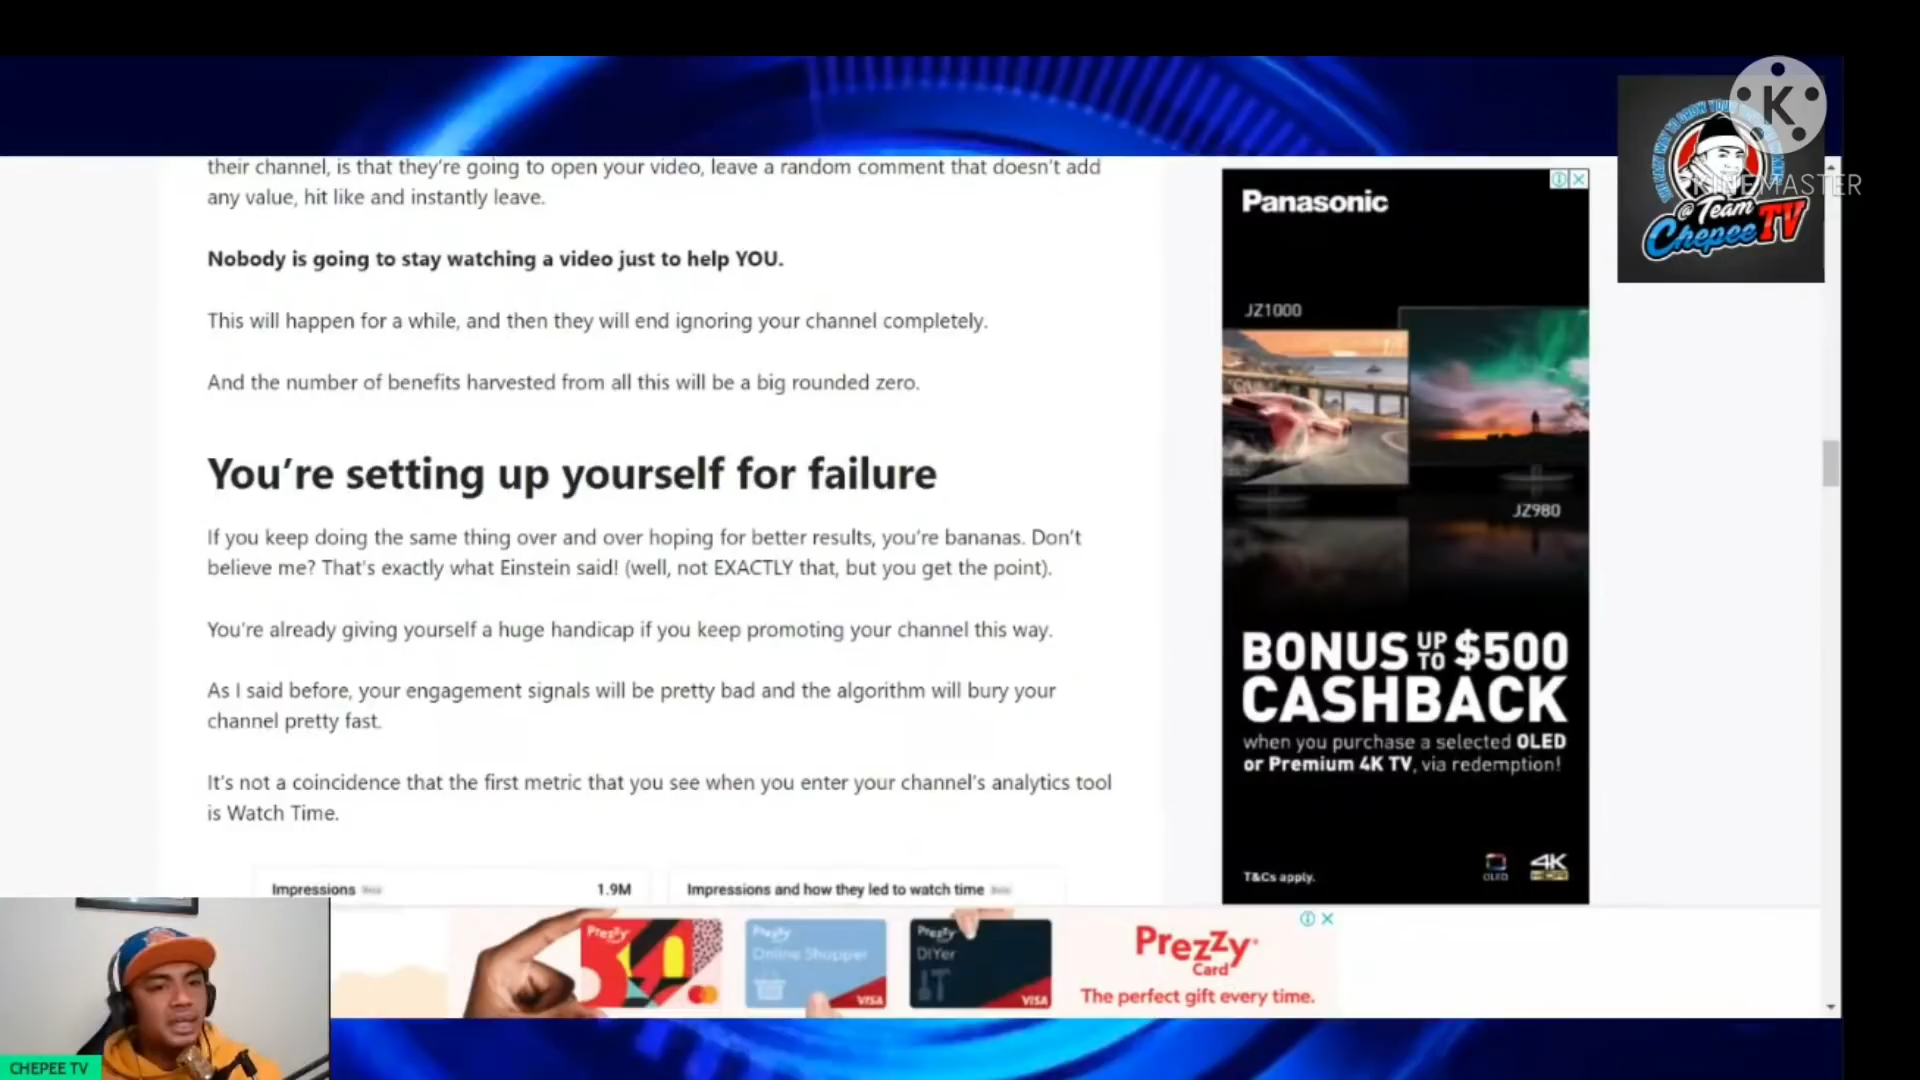 their channel, is that they're going to open your video, leave a random comment that doesn't add
any value, hit like and instantly leave.
Nobody is going to stay watching a video just to help YOU.
This will happen for a while, and then they will end ignoring your channel completely.
And the number of benefits harvested from all this will be a big rounded zero.
You're setting up yourself for failure
If you keep doing the same thing over and over hoping for better results, you're bananas. Don't
believe me? That's exactly what Einstein said! (well, not EXACTLY that, but you get the point).
You're already giving yourself a huge handicap if you keep promoting your channel this way.
As I said before, your engagement signals will be pretty bad and the algorithm will bury your
channel pretty fast.
It's not a coincidence that the first metric that you see when you enter your channel's analytics tool
is Watch Time.
Impressions 1.9M
Impressions and how they led to watch time
Panasonic
JZ1000
JZ980
BONUS UP TO $500
CASHBACK
when you purchase a selected OLED
or Premium 4K TV, via redemption!
T&Cs apply.
OLED
4K
HDR
K
KINEMASTER
@ Team
Chepee TV
Prezzy
Prezzy
Online Shopper
VISA
Prezzy
DIYer
VISA
Prezzy
Card
The perfect gift every time.
CHEPEE TV